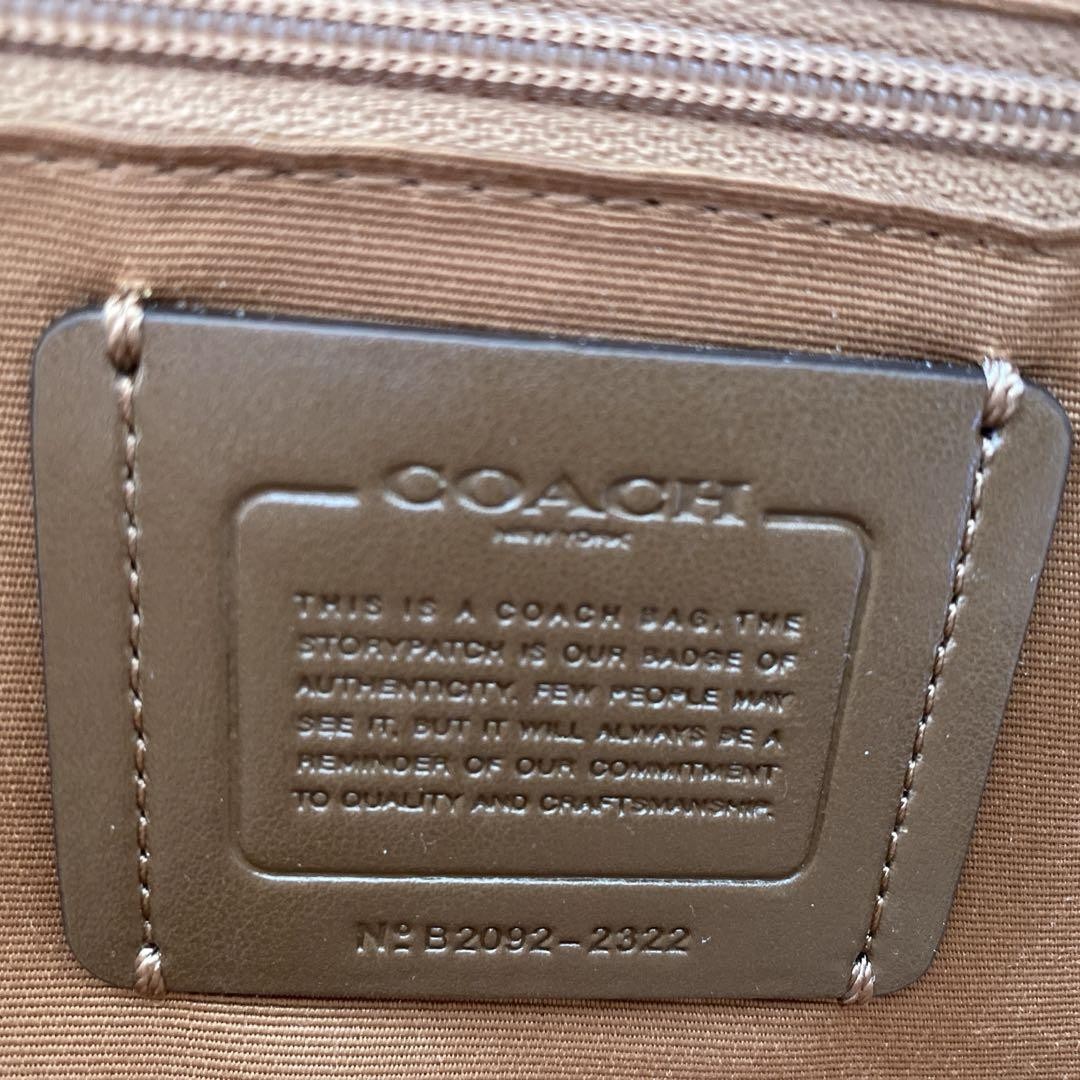 COACH
NEW YORK
THIS IS A COACH BAG. THE
STORYPATCH IS OUR BADGE OF
AUTHENTICITY. FEW PEOPLE MAY
SEE IT, BUT IT WILL ALWAYS BE A
REMINDER OF OUR COMMITMENT
TO QUALITY AND CRAFTSMANSHIP.
Nº B2092-2322